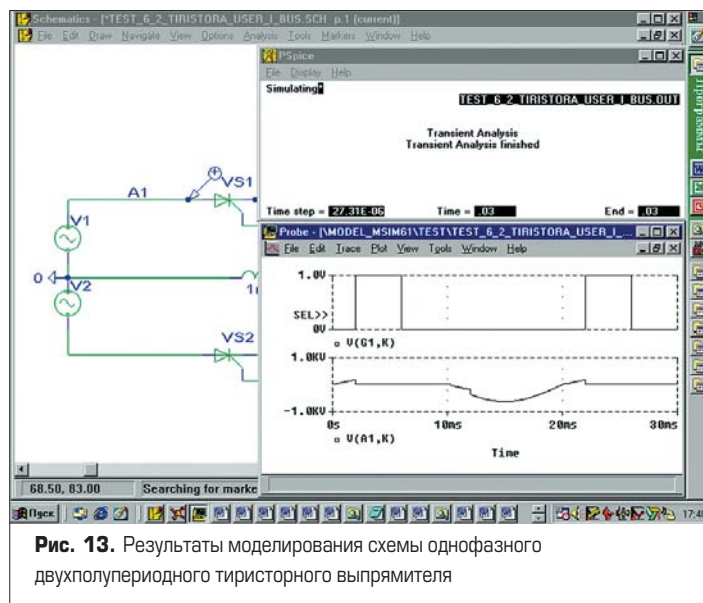 Schematics - [*TEST_6_2_TIRISTORA_USER_I_BUS.SCH p.1 (current)]
File Edit Draw Navigate View Options Analysis Tools Markers Window Help
PSpice
File Display Help
Simulating
TEST_6_2_TIRISTORA_USER_I_BUS.OUT
Transient Analysis
Transient Analysis finished
Time step = 27.31E-06 Time = .03 End = .03
A1
VS1
V1
0
V2
VS2
Probe - [\MODEL_MSIM61\TEST\TEST_6_2_TIRISTORA_USER_I_...
File Edit Trace Plot View Tools Window Help
1.0V
SEL>>
0V
V(G1,K)
1.0KV
-1.0KV
0s 10ms 20ms 30ms
V(A1,K)
Time
68.50, 83.00 Searching for marke
Программы
Пуск
Рис. 13. Результаты моделирования схемы однофазного
двухполупериодного тиристорного выпрямителя